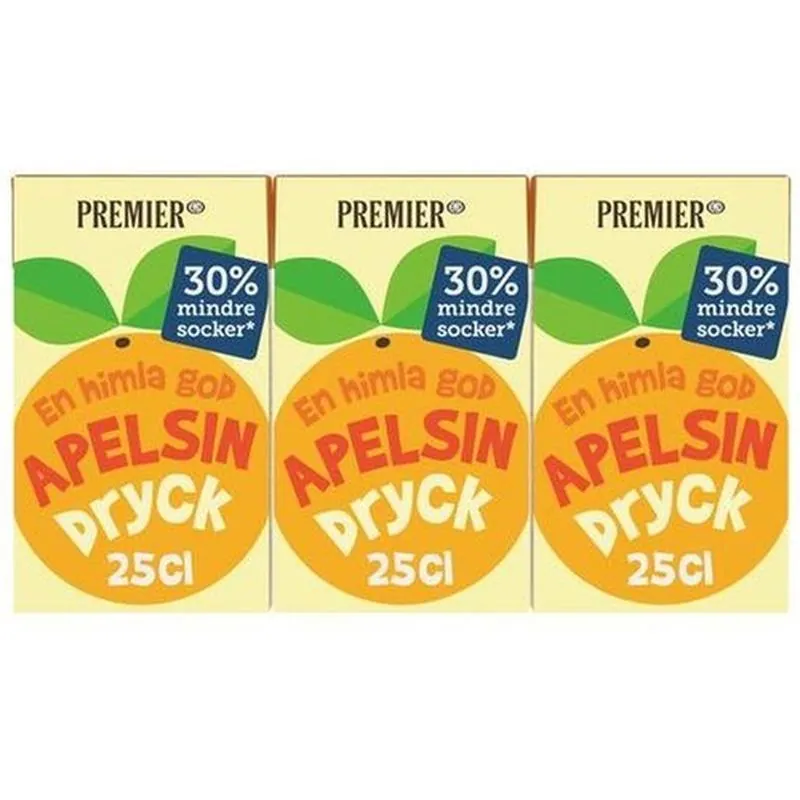 PREMIER
30%
mindre
socker*
En himla god
APELSIN
DRYCK
25Cl
PREMIER
30%
mindre
socker*
En himla god
APELSIN
DRYCK
25Cl
PREMIER
30%
mindre
socker*
En himla god
APELSIN
DRYCK
25Cl